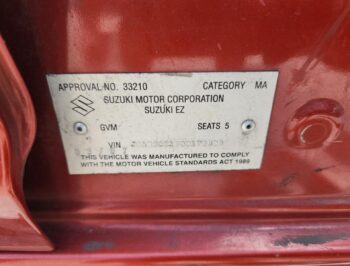 APPROVAL NO. 33210 CATEGORY MA
SUZUKI MOTOR CORPORATION
SUZUKI EZ
GVM SEATS 5
VIN
THIS VEHICLE WAS MANUFACTURED TO COMPLY
WITH THE MOTOR VEHICLE STANDARDS ACT 1989